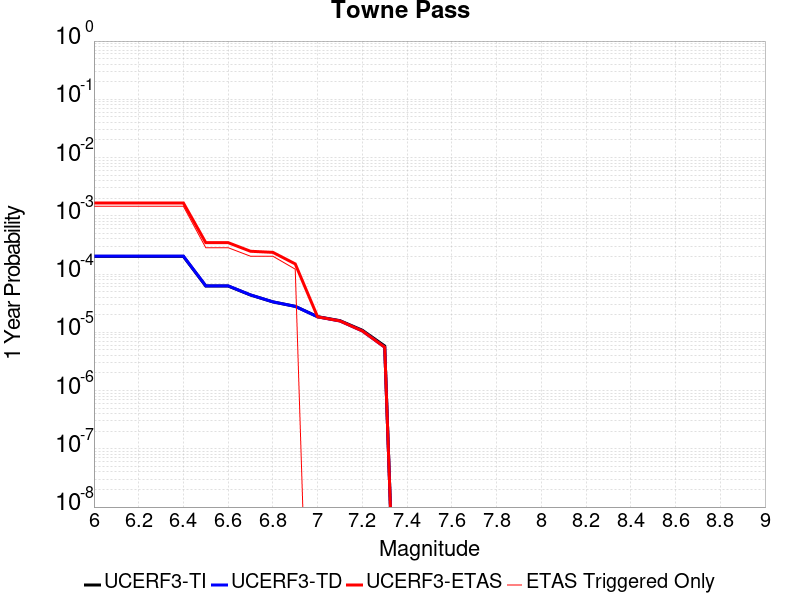 Towne Pass
1 Year Probability
10^0
10^-1
10^-2
10^-3
10^-4
10^-5
10^-6
10^-7
10^-8
6 6.2 6.4 6.6 6.8 7 7.2 7.4 7.6 7.8 8 8.2 8.4 8.6 8.8 9
Magnitude
UCERF3-TI UCERF3-TD UCERF3-ETAS ETAS Triggered Only